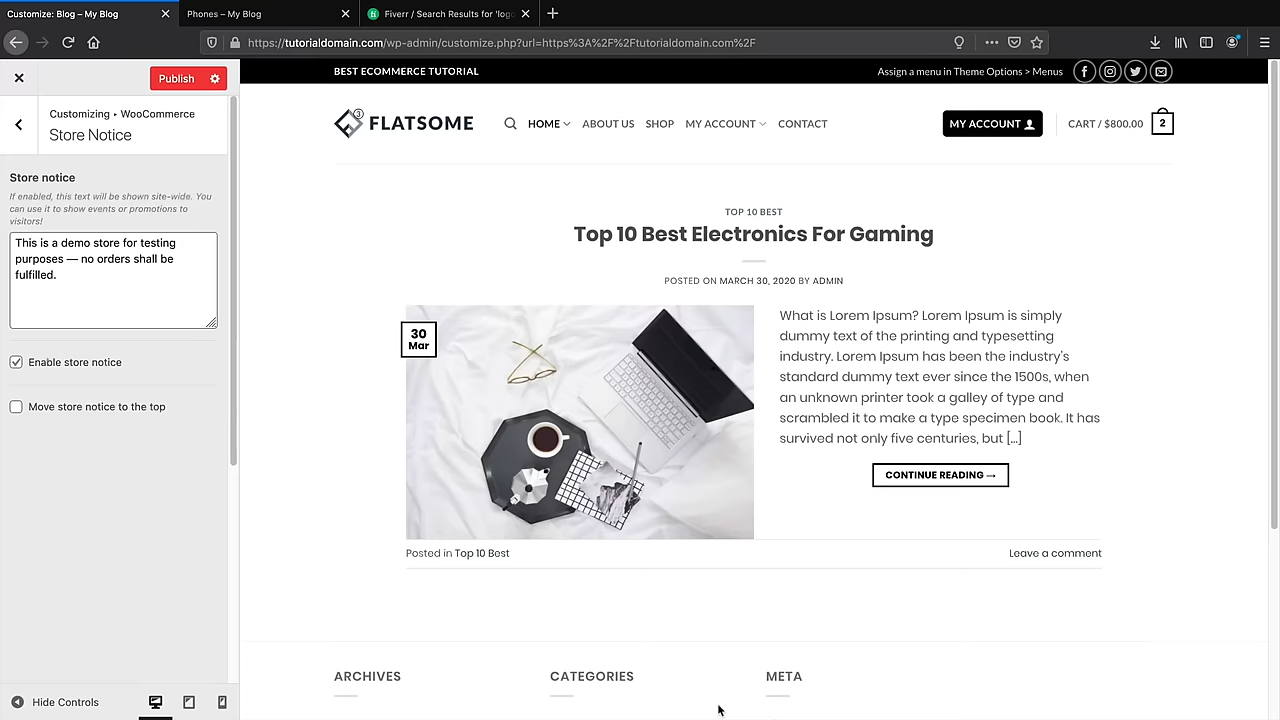 Customize: Blog – My Blog
Phones – My Blog
Fiverr / Search Results for 'logo
https://tutorialdomain.com/wp-admin/customize.php?url=https%3A%2F%2Ftutorialdomain.com%2F
Publish
Customizing ▸ WooCommerce
Store Notice
Store notice
If enabled, this text will be shown site-wide. You
can use it to show events or promotions to
visitors!
This is a demo store for testing
purposes — no orders shall be
fulfilled.
Enable store notice
Move store notice to the top
Hide Controls
BEST ECOMMERCE TUTORIAL
Assign a menu in Theme Options > Menus
3
FLATSOME
HOME
ABOUT US
SHOP
MY ACCOUNT
CONTACT
MY ACCOUNT
CART / $800.00
2
TOP 10 BEST
Top 10 Best Electronics For Gaming
POSTED ON MARCH 30, 2020 BY ADMIN
30
Mar
What is Lorem Ipsum? Lorem Ipsum is simply
dummy text of the printing and typesetting
industry. Lorem Ipsum has been the industry's
standard dummy text ever since the 1500s, when
an unknown printer took a galley of type and
scrambled it to make a type specimen book. It has
survived not only five centuries, but [...]
CONTINUE READING →
Posted in Top 10 Best
Leave a comment
ARCHIVES
CATEGORIES
META